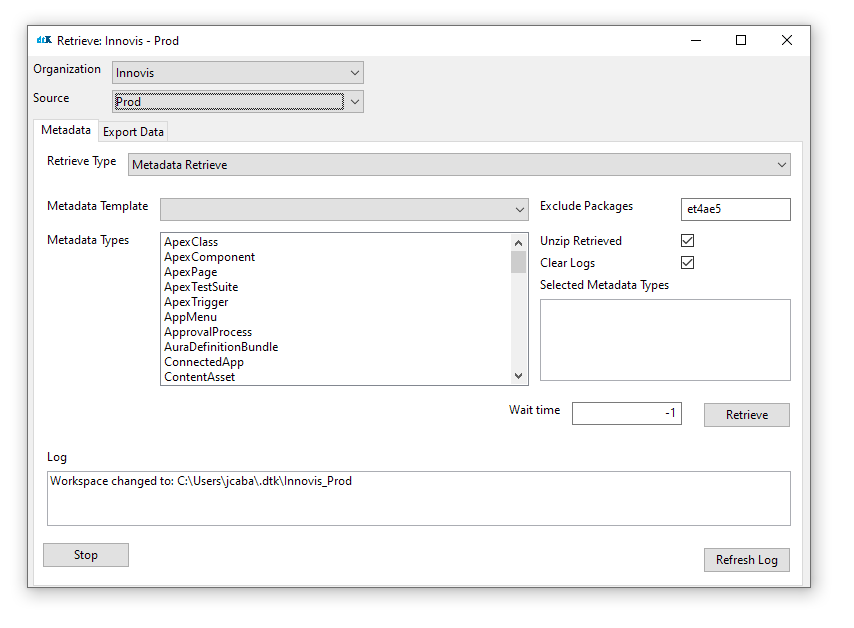 dtk Retrieve: Innovis - Prod
Organization Innovis
Source Prod
Metadata Export Data
Retrieve Type Metadata Retrieve
Metadata Template Exclude Packages et4ae5
Metadata Types
ApexClass
ApexComponent
ApexPage
ApexTestSuite
ApexTrigger
AppMenu
ApprovalProcess
AuraDefinitionBundle
ConnectedApp
ContentAsset
Unzip Retrieved
Clear Logs
Selected Metadata Types
Wait time -1 Retrieve
Log
Workspace changed to: C:\Users\jcaba\.dtk\Innovis_Prod
Stop Refresh Log